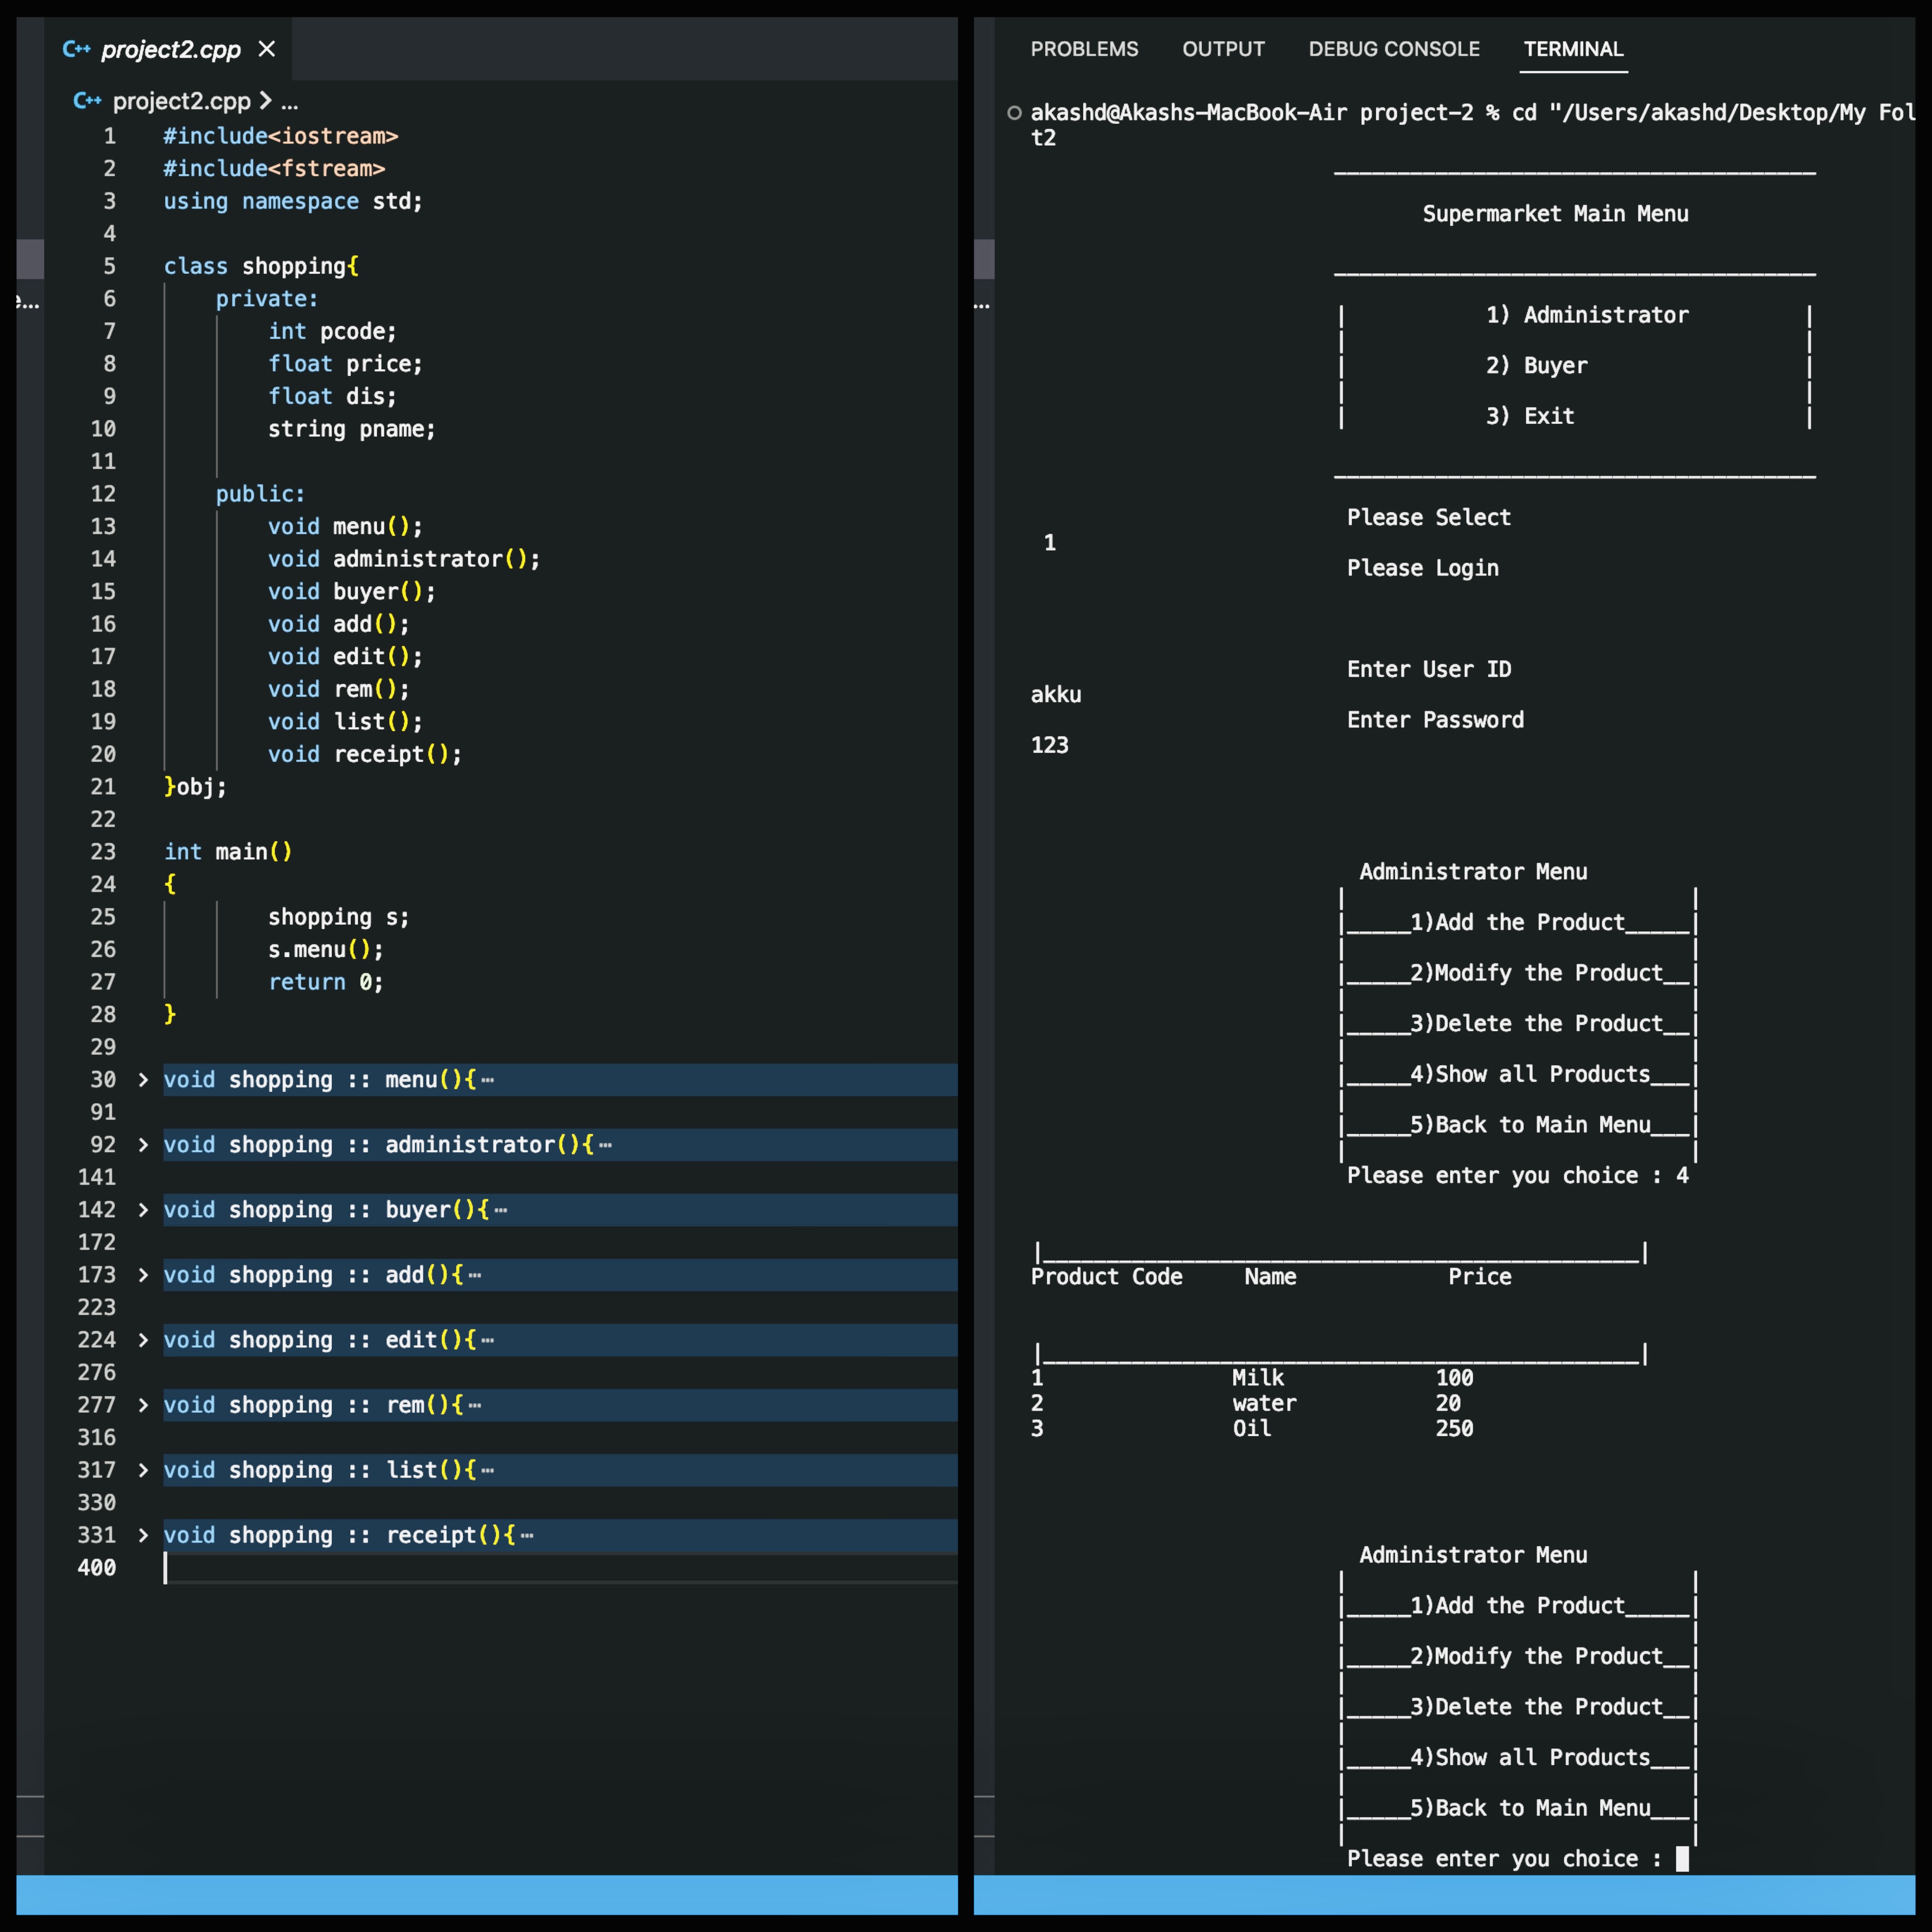 C++ project2.cpp ×
C++ project2.cpp > ...
1 #include<iostream>
2 #include<fstream>
3 using namespace std;
4
5 class shopping{
6 private:
7 int pcode;
8 float price;
9 float dis;
10 string pname;
11
12 public:
13 void menu();
14 void administrator();
15 void buyer();
16 void add();
17 void edit();
18 void rem();
19 void list();
20 void receipt();
21 }obj;
22
23 int main()
24 {
25 shopping s;
26 s.menu();
27 return 0;
28 }
29
30 > void shopping :: menu(){…
91
92 > void shopping :: administrator(){…
141
142 > void shopping :: buyer(){…
172
173 > void shopping :: add(){…
223
224 > void shopping :: edit(){…
276
277 > void shopping :: rem(){…
316
317 > void shopping :: list(){…
330
331 > void shopping :: receipt(){…
400
PROBLEMS OUTPUT DEBUG CONSOLE TERMINAL
akashd@Akashs-MacBook-Air project-2 % cd "/Users/akashd/Desktop/My Fol
t2
Supermarket Main Menu
| 1) Administrator |
| 2) Buyer |
| 3) Exit |
Please Select
1
Please Login
Enter User ID
akku
Enter Password
123
Administrator Menu
|_____1)Add the Product_____|
|_____2)Modify the Product__|
|_____3)Delete the Product__|
|_____4)Show all Products___|
|_____5)Back to Main Menu___|
Please enter you choice : 4
Product Code Name Price
1 Milk 100
2 water 20
3 Oil 250
Administrator Menu
|_____1)Add the Product_____|
|_____2)Modify the Product__|
|_____3)Delete the Product__|
|_____4)Show all Products___|
|_____5)Back to Main Menu___|
Please enter you choice :